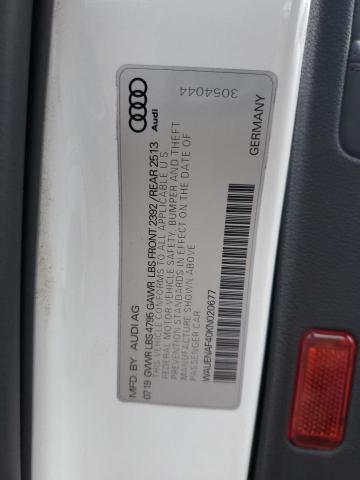 Audi
3054044
MFD. BY AUDI AG
GERMANY
07 19 GVWR LBS 4795 GAWR LBS FRONT 2392/REAR 2513
THIS CAR CONFORMS TO ALL APPLICABLE U S
FEDERAL MOTOR VEHICLE SAFETY, BUMPER AND THEFT
PREVENTION STANDARDS IN EFFECT ON THE DATE OF
MANUFACTURE SHOWN ABOVE
PASSENGER CAR
WAUENAF40KN020677